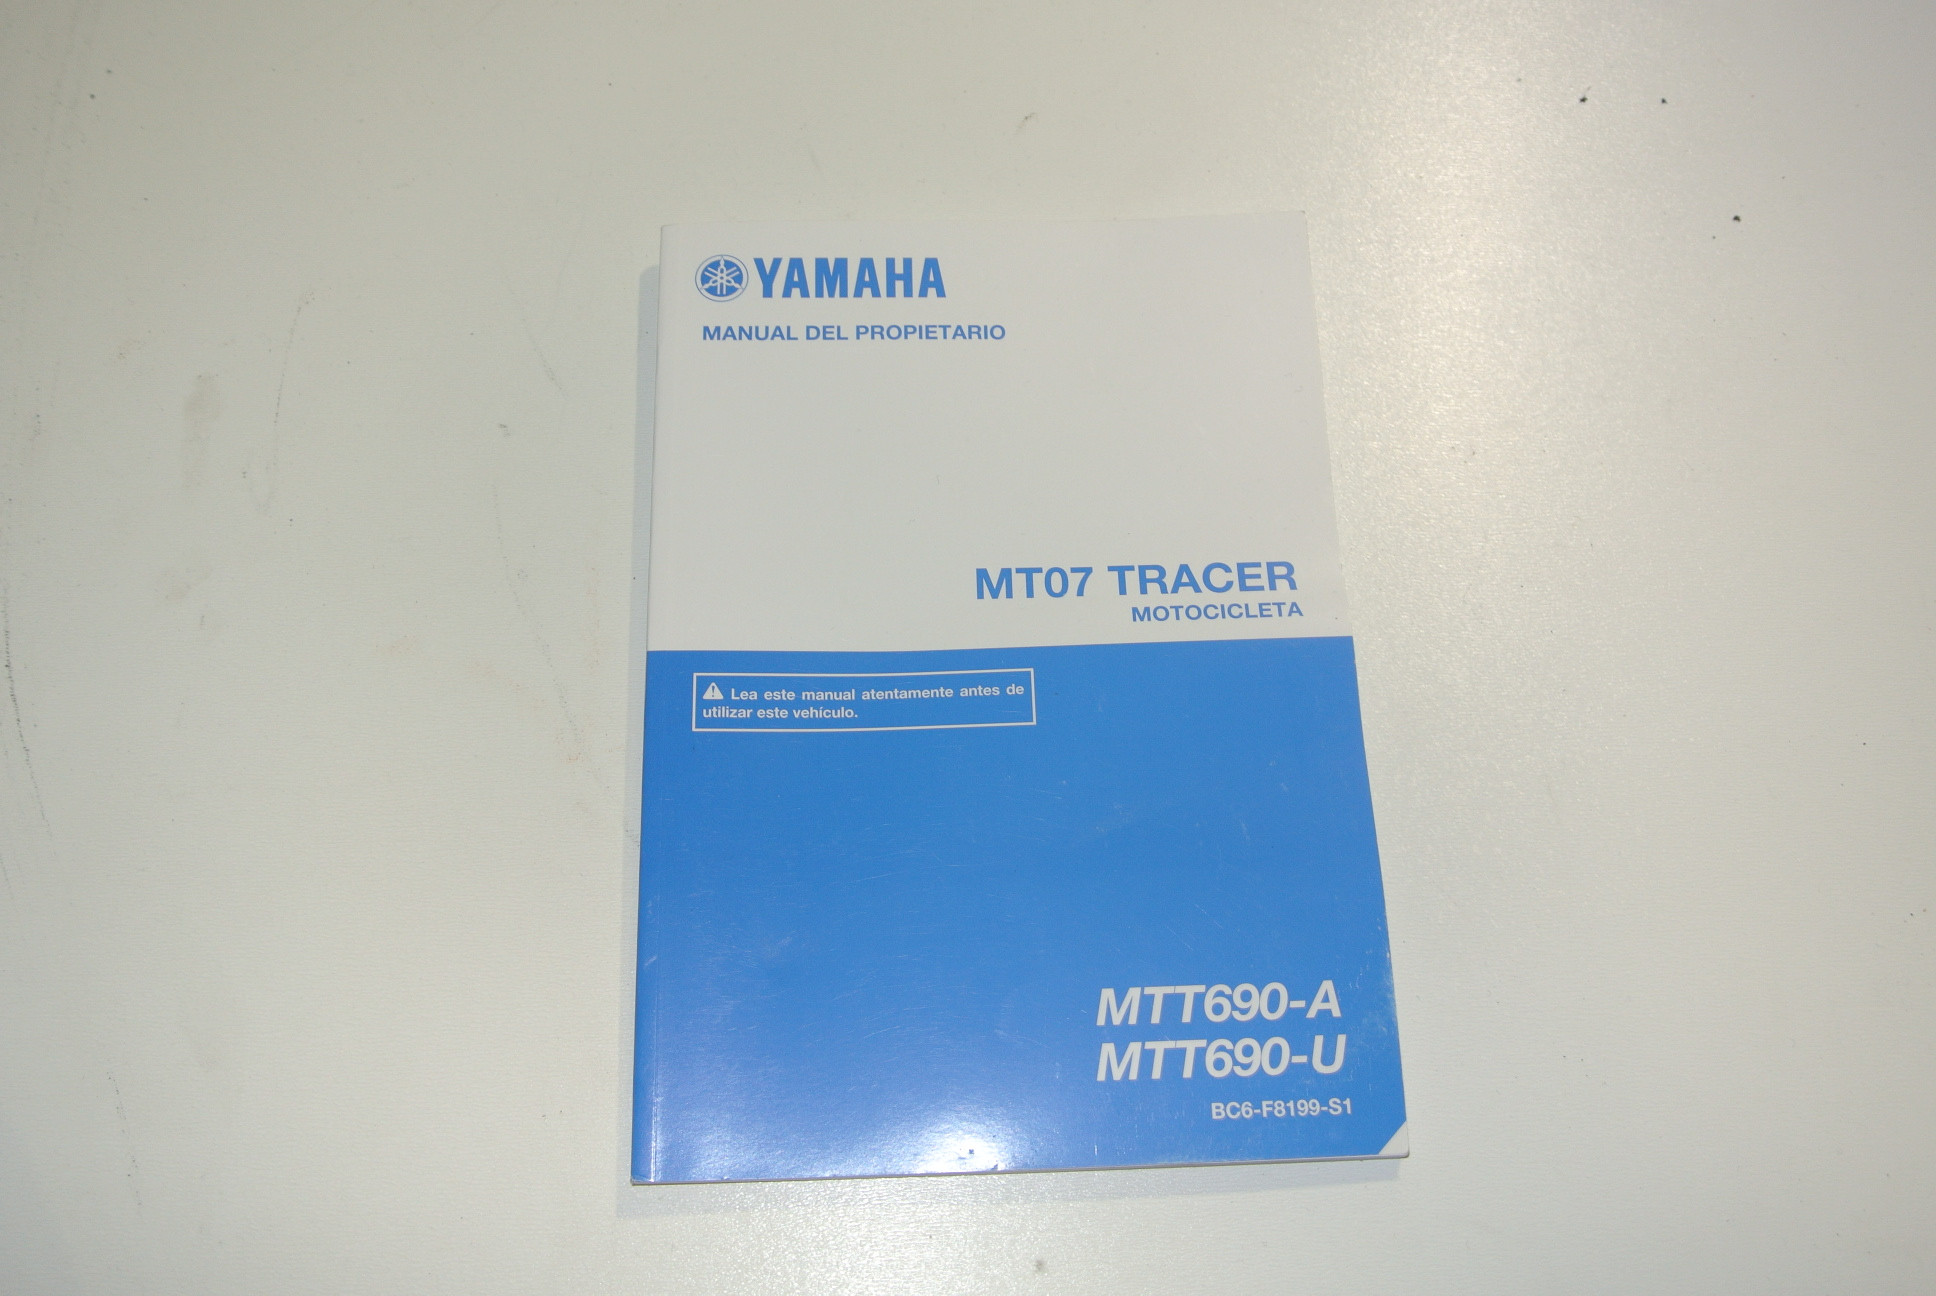 YAMAHA
MANUAL DEL PROPIETARIO
MT07 TRACER
MOTOCICLETA
Lea este manual atentamente antes de
utilizar este vehículo.
MTT690-A
MTT690-U
BC6-F8199-S1